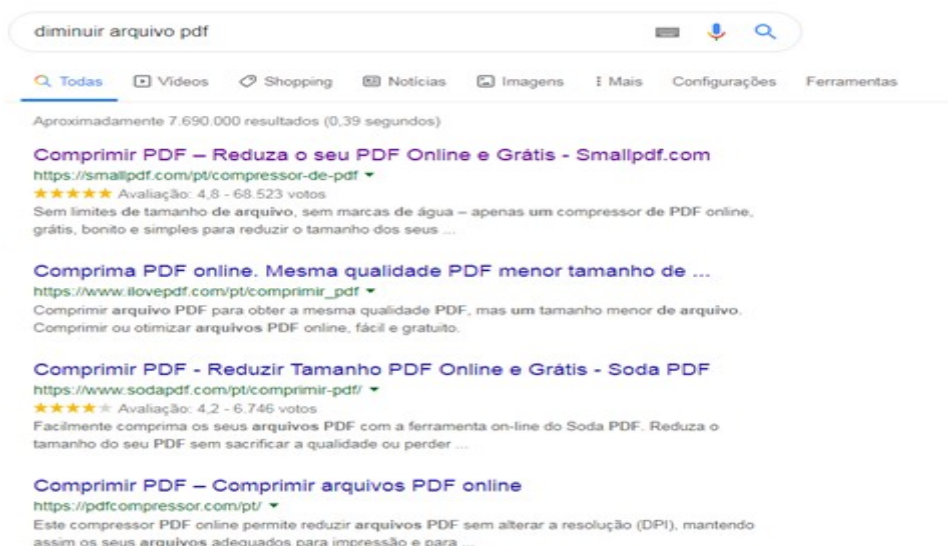 diminuir arquivo pdf
Todas Vídeos Shopping Notícias Imagens Mais Configurações Ferramentas
Aproximadamente 7.690.000 resultados (0,39 segundos)
Comprimir PDF – Reduza o seu PDF Online e Grátis - Smallpdf.com
https://smallpdf.com/pt/compressor-de-pdf
Avaliação: 4,8 - 68.523 votos
Sem limites de tamanho de arquivo, sem marcas de água – apenas um compressor de PDF online,
grátis, bonito e simples para reduzir o tamanho dos seus ...
Comprima PDF online. Mesma qualidade PDF menor tamanho de ...
https://www.ilovepdf.com/pt/comprimir_pdf
Comprimir arquivo PDF para obter a mesma qualidade PDF, mas um tamanho menor de arquivo.
Comprimir ou otimizar arquivos PDF online, fácil e gratuito.
Comprimir PDF - Reduzir Tamanho PDF Online e Grátis - Soda PDF
https://www.sodapdf.com/pt/comprimir-pdf/
Avaliação: 4,2 - 6.746 votos
Facilmente comprima os seus arquivos PDF com a ferramenta on-line do Soda PDF. Reduza o
tamanho do seu PDF sem sacrificar a qualidade ou perder ...
Comprimir PDF – Comprimir arquivos PDF online
https://pdfcompressor.com/pt/
Este compressor PDF online permite reduzir arquivos PDF sem alterar a resolução (DPI), mantendo
assim os seus arquivos adequados para impressão e para ...